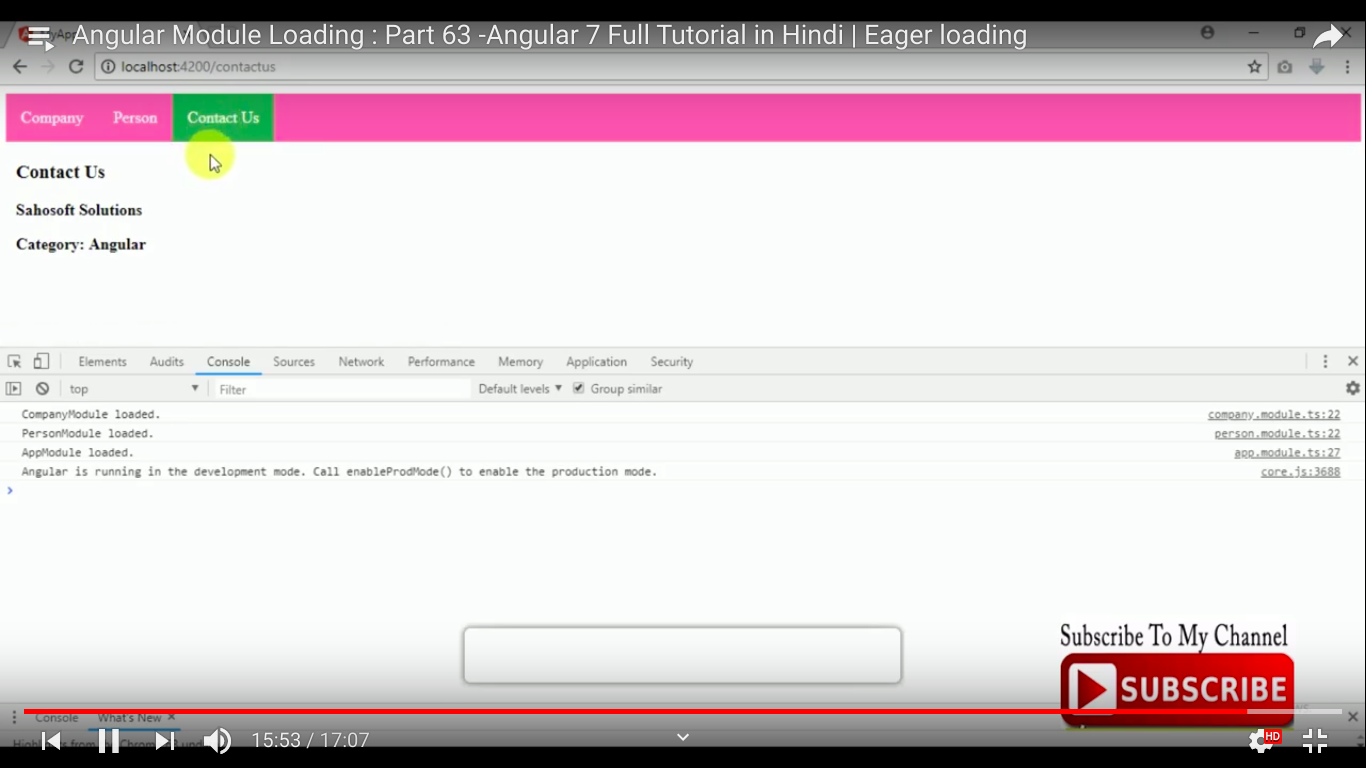 Angular Module Loading : Part 63 -Angular 7 Full Tutorial in Hindi | Eager loading
localhost:4200/contactus
Company Person Contact Us
Contact Us
Sahosoft Solutions
Category: Angular
Elements Audits Console Sources Network Performance Memory Application Security
top Filter Default levels Group similar
CompanyModule loaded. company.module.ts:22
PersonModule loaded. person.module.ts:22
AppModule loaded. app.module.ts:27
Angular is running in the development mode. Call enableProdMode() to enable the production mode. core.js:3688
Subscribe To My Channel
SUBSCRIBE
Console What's New
15:53 / 17:07
HD